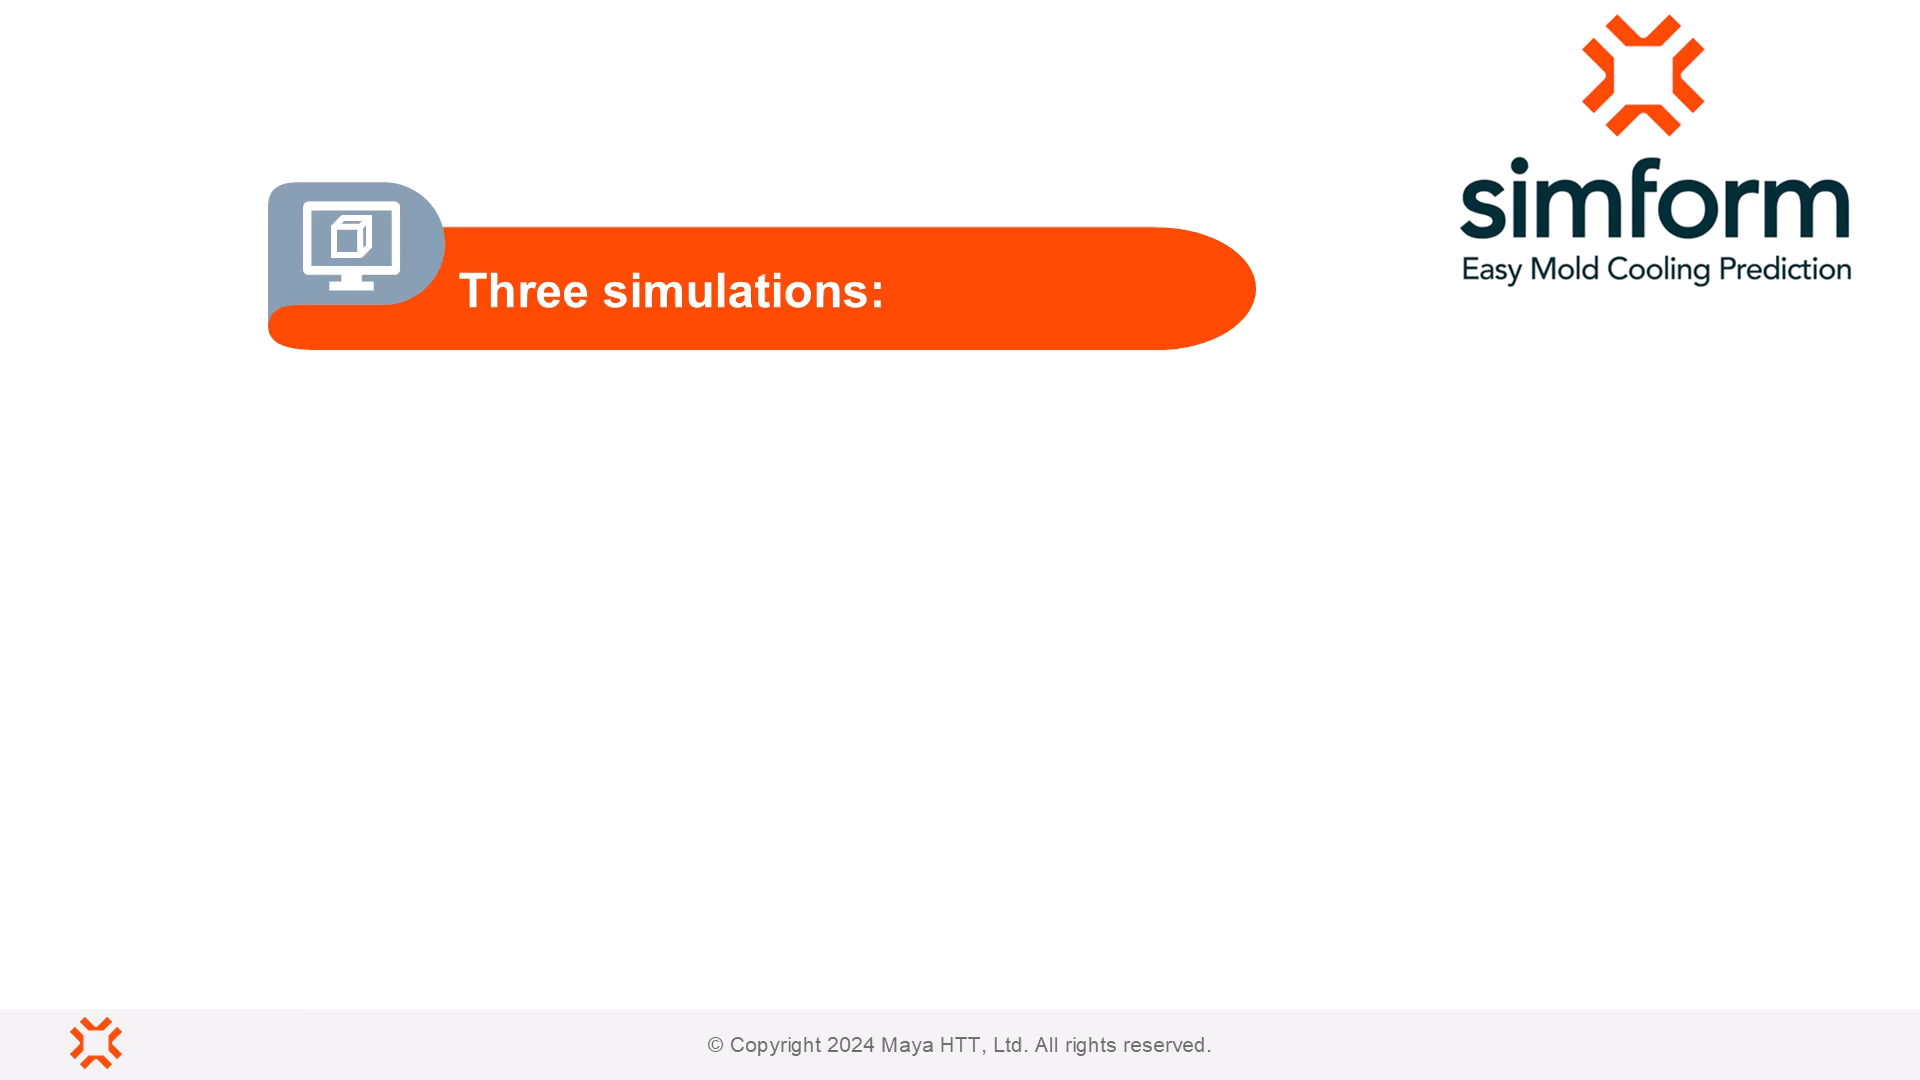 simform
Easy Mold Cooling Prediction
Three simulations:
© Copyright 2024 Maya HTT, Ltd. All rights reserved.